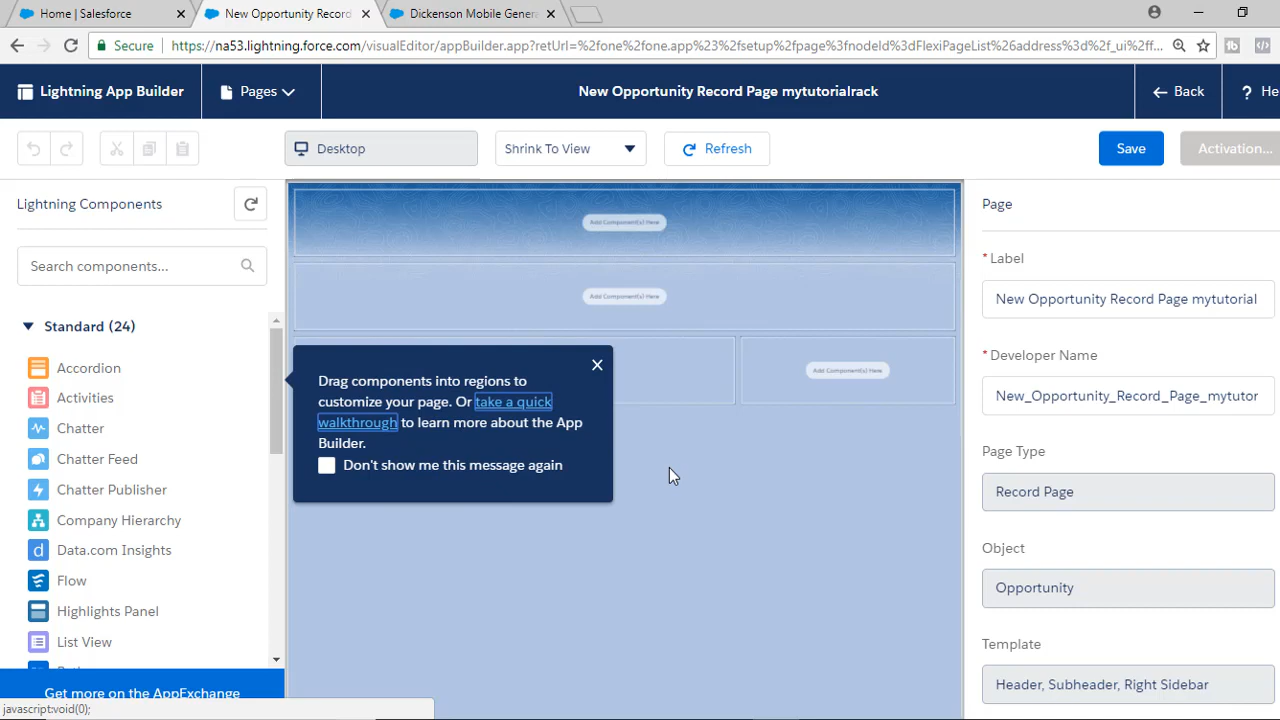 Home | Salesforce
New Opportunity Record
Dickenson Mobile Gene
Secure
https://na53.lightning.force.com/visualEditor/appBuilder.app?retUrl=%2fone%2fone.app%23%2fsetup%2fpage%3fnodeId%3dFlexiPageList%26address%3d%2f_ui%2ff...
Lightning App Builder
Pages
New Opportunity Record Page mytutorialrack
Back
? He
Desktop
Shrink To View
Refresh
Save
Activation...
Lightning Components
Search components...
Standard (24)
Accordion
Activities
Chatter
Chatter Feed
Chatter Publisher
Company Hierarchy
Data.com Insights
Flow
Highlights Panel
List View
Get more on the AppExchange
javascript:void(0);
Add Component(s) Here
Add Component(s) Here
Add Component(s) Here
Drag components into regions to
customize your page. Or take a quick
walkthrough to learn more about the App
Builder.
Don't show me this message again
Page
* Label
New Opportunity Record Page mytutorial
* Developer Name
New_Opportunity_Record_Page_mytutor
Page Type
Record Page
Object
Opportunity
Template
Header, Subheader, Right Sidebar